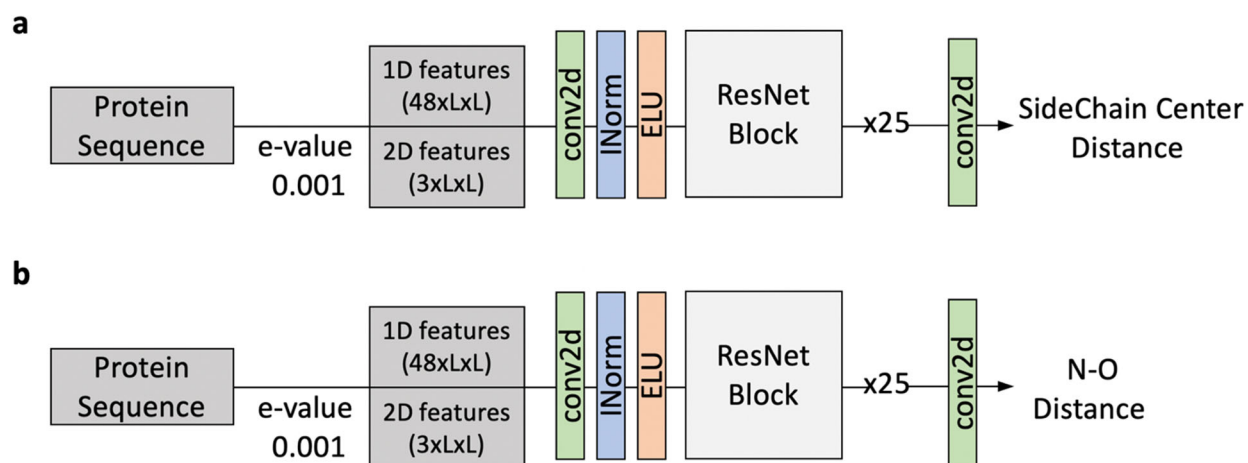 a
Protein
Sequence
e-value
0.001
1D features
(48xLxL)
2D features
(3xLxL)
conv2d
INorm
ELU
ResNet
Block
x25
conv2d
SideChain Center
Distance
b
Protein
Sequence
e-value
0.001
1D features
(48xLxL)
2D features
(3xLxL)
conv2d
INorm
ELU
ResNet
Block
x25
conv2d
N-O
Distance